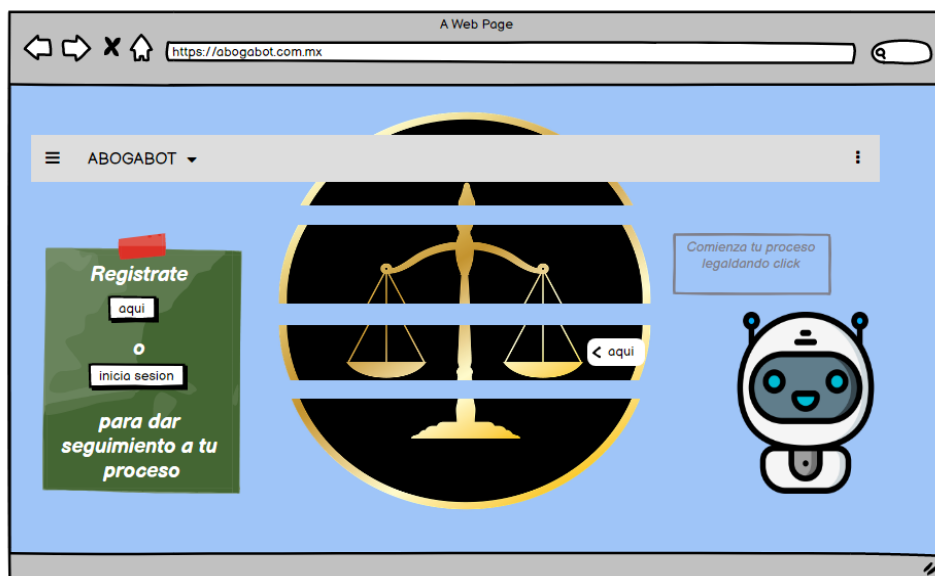 A Web Page
https://abogabot.com.mx
ABOGABOT
Registrate
aqui
o
inicia sesion
para dar
seguimiento a tu
proceso
Comienza tu proceso
legaldando click
aqui